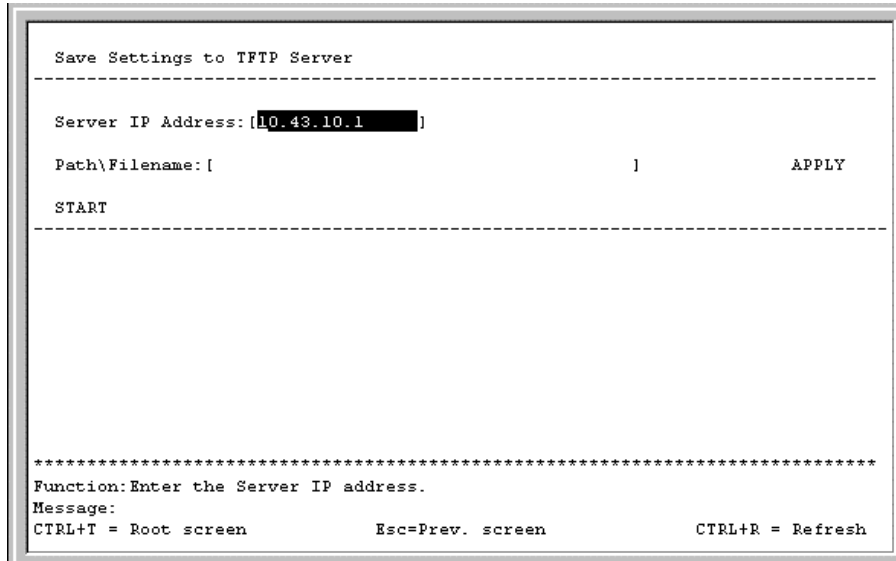 Save Settings to TFTP Server
--------------------------------------------------------------------------------
Server IP Address:[10.43.10.1     ]
Path\Filename:[                                       ]              APPLY
START
--------------------------------------------------------------------------------
*******************************************************************************
Function:Enter the Server IP address.
Message:
CTRL+T = Root screen            Esc=Prev. screen              CTRL+R = Refresh